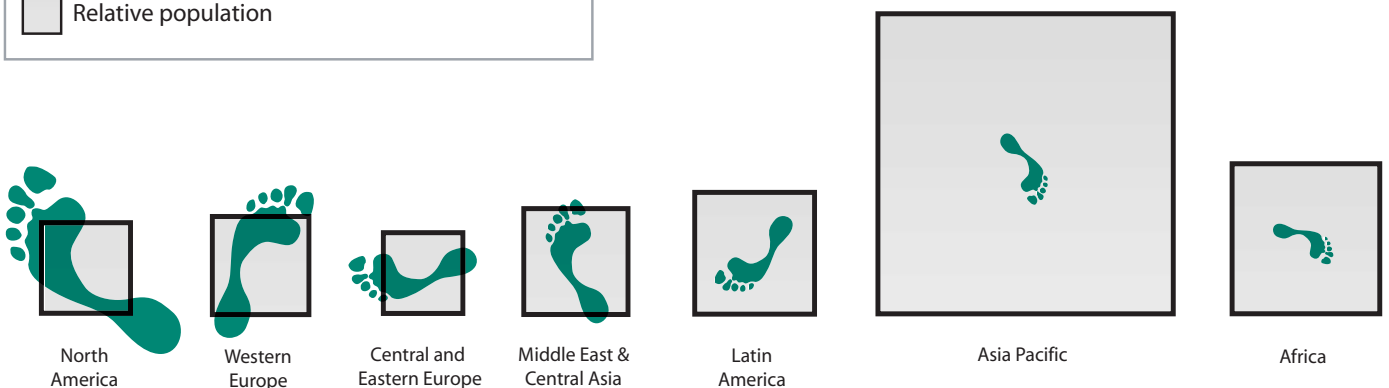 Relative population
North
America
Western
Europe
Central and
Eastern Europe
Middle East &
Central Asia
Latin
America
Asia Pacific
Africa